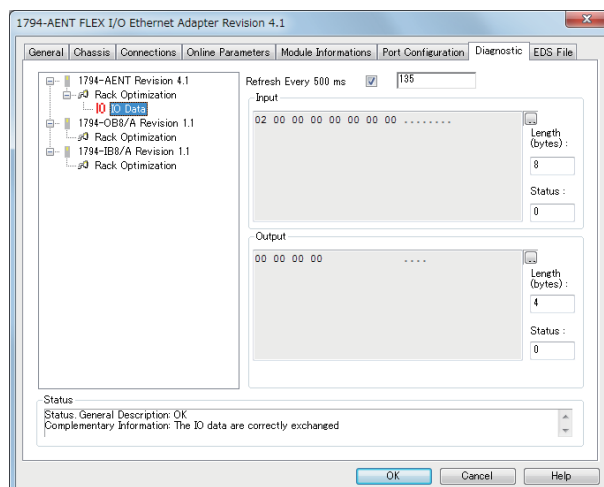 1794-AENT FLEX I/O Ethernet Adapter Revision 4.1
General Chassis Connections Online Parameters Module Informations Port Configuration Diagnostic EDS File
1794-AENT Revision 4.1
Rack Optimization
IO Data
1794-OB8/A Revision 1.1
Rack Optimization
1794-IB8/A Revision 1.1
Rack Optimization
Refresh Every 500 ms 135
Input
02 00 00 00 00 00 00 00 ........
...
Length
(bytes) :
8
Status :
0
Output
00 00 00 00 ....
...
Length
(bytes) :
4
Status :
0
Status
Status. General Description: OK
Complementary Information: The IO data are correctly exchanged
OK Cancel Help